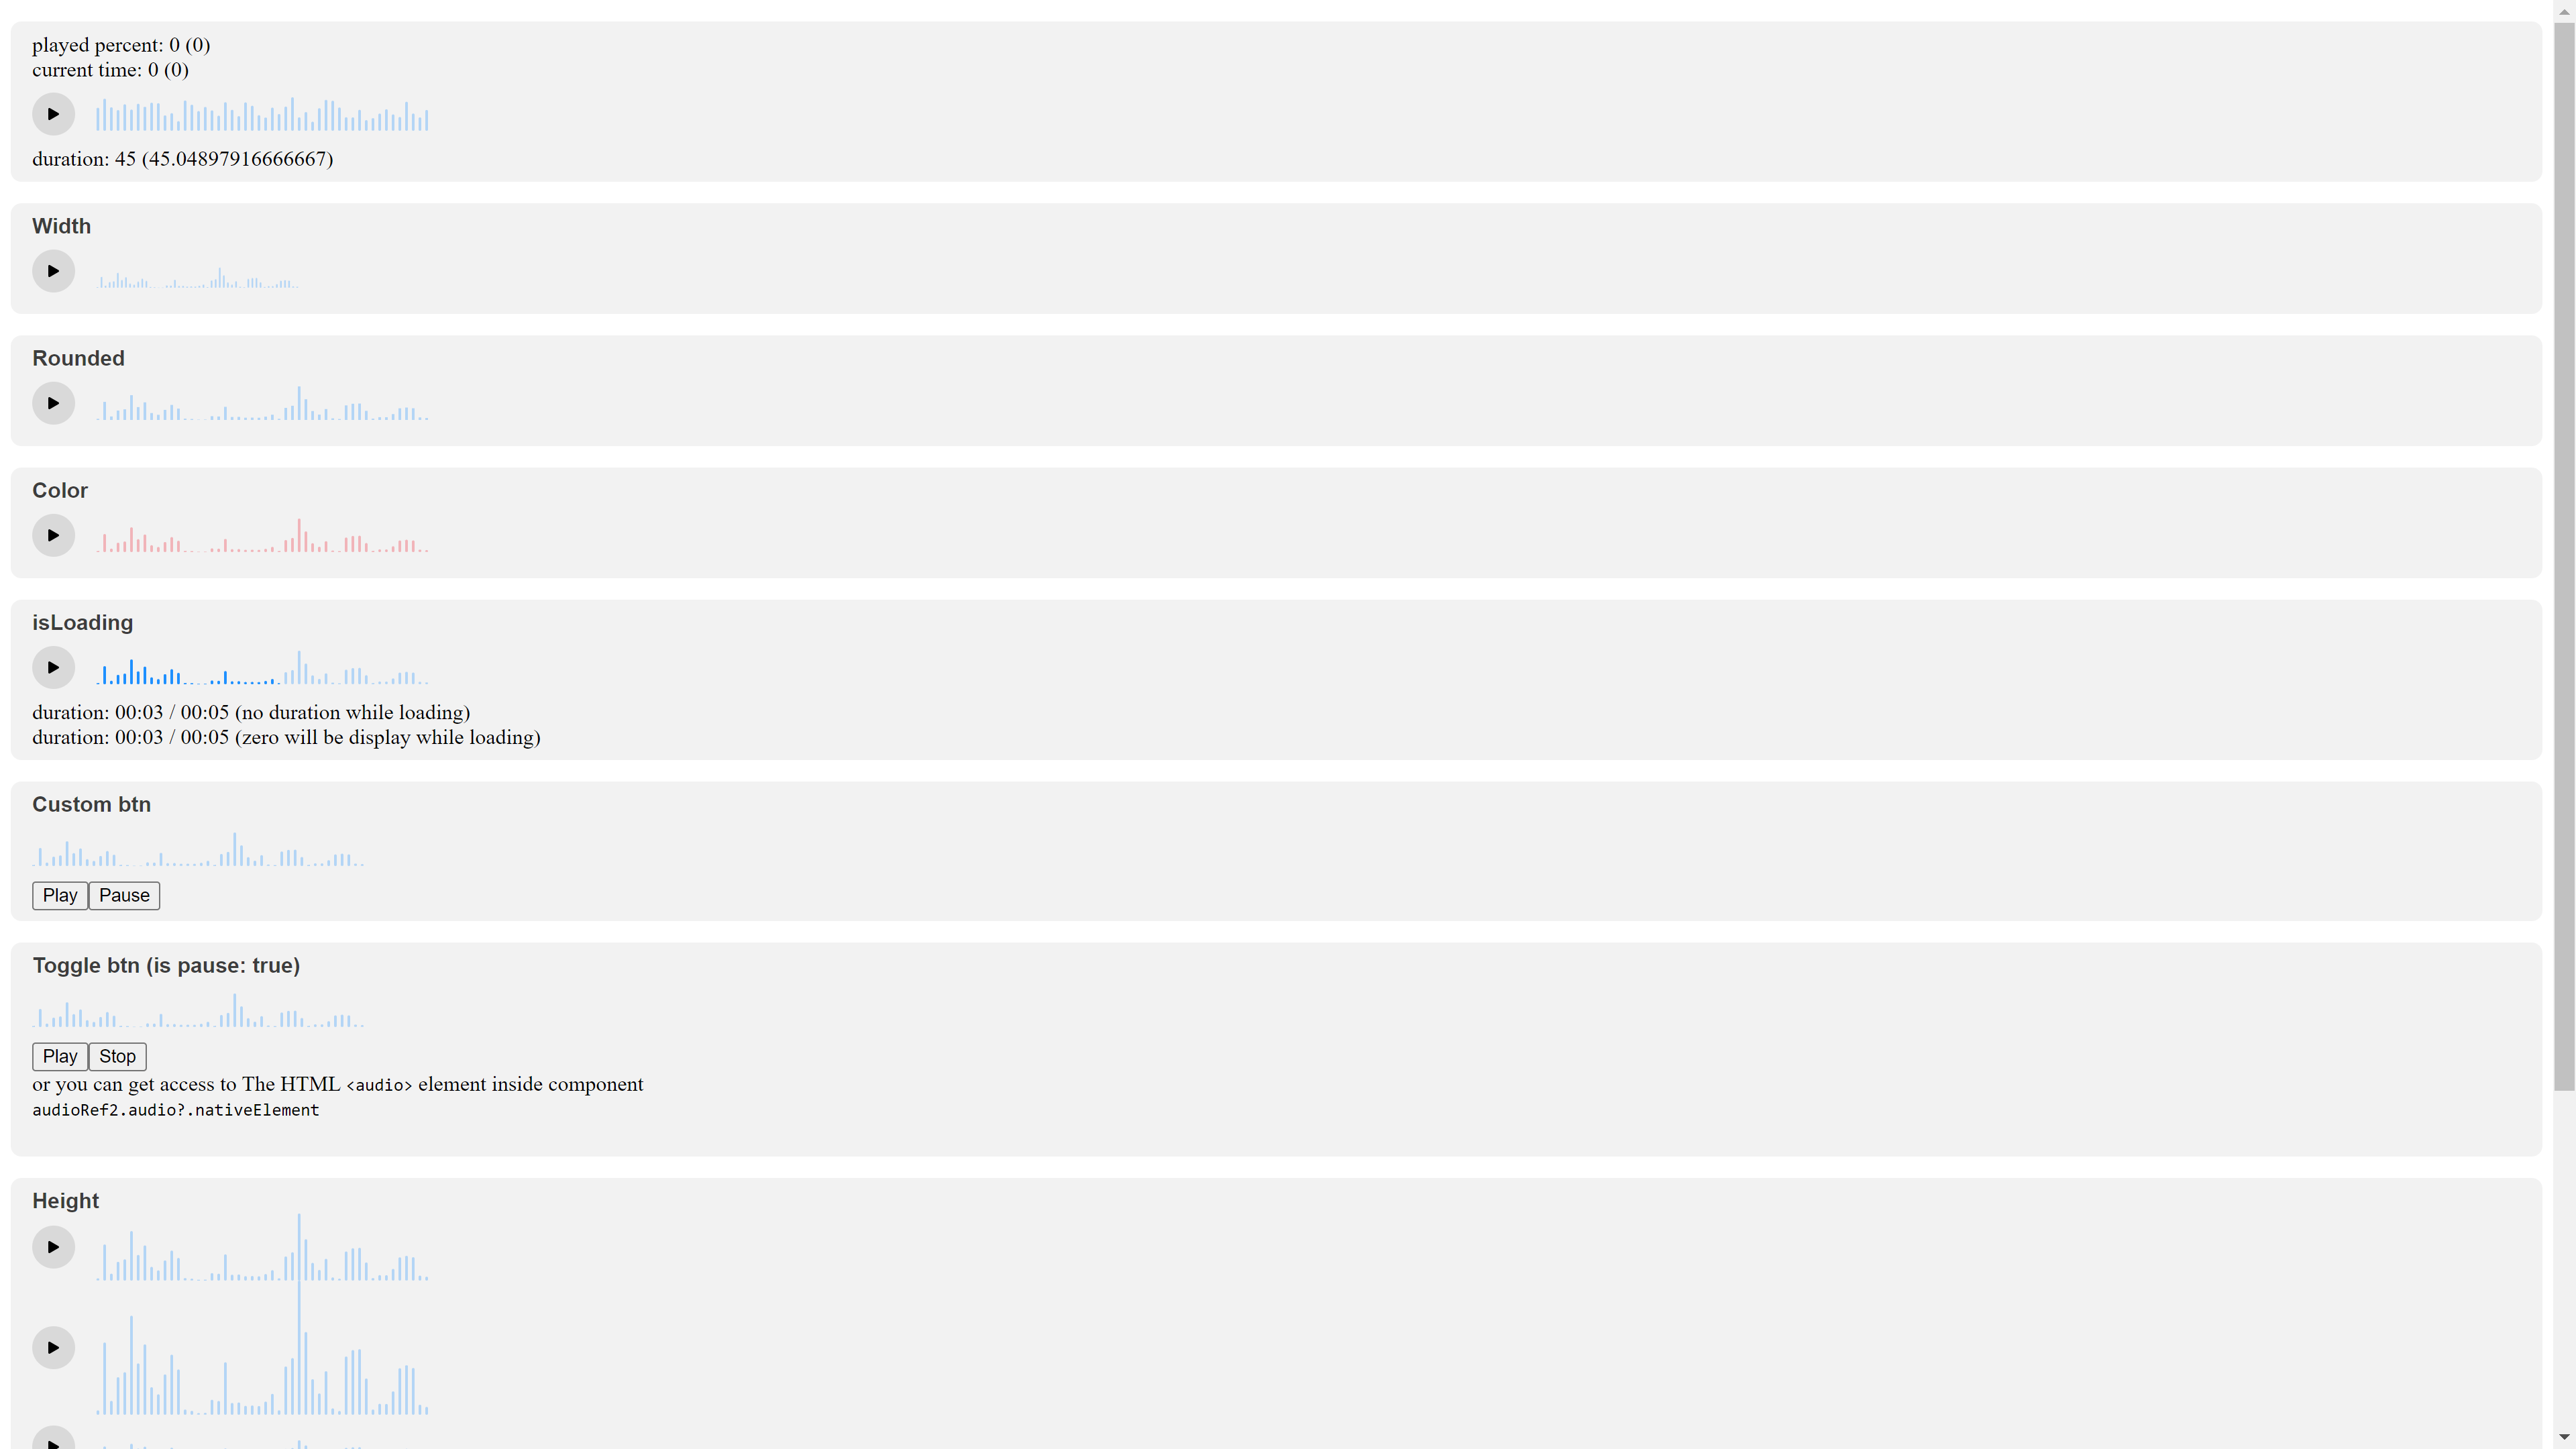 played percent: 0 (0)
current time: 0 (0)
duration: 45 (45.04897916666667)
Width
Rounded
Color
isLoading
duration: 00:03 / 00:05 (no duration while loading)
duration: 00:03 / 00:05 (zero will be display while loading)
Custom btn
Play Pause
Toggle btn (is pause: true)
Play Stop
or you can get access to The HTML <audio> element inside component
audioRef2.audio?.nativeElement
Height